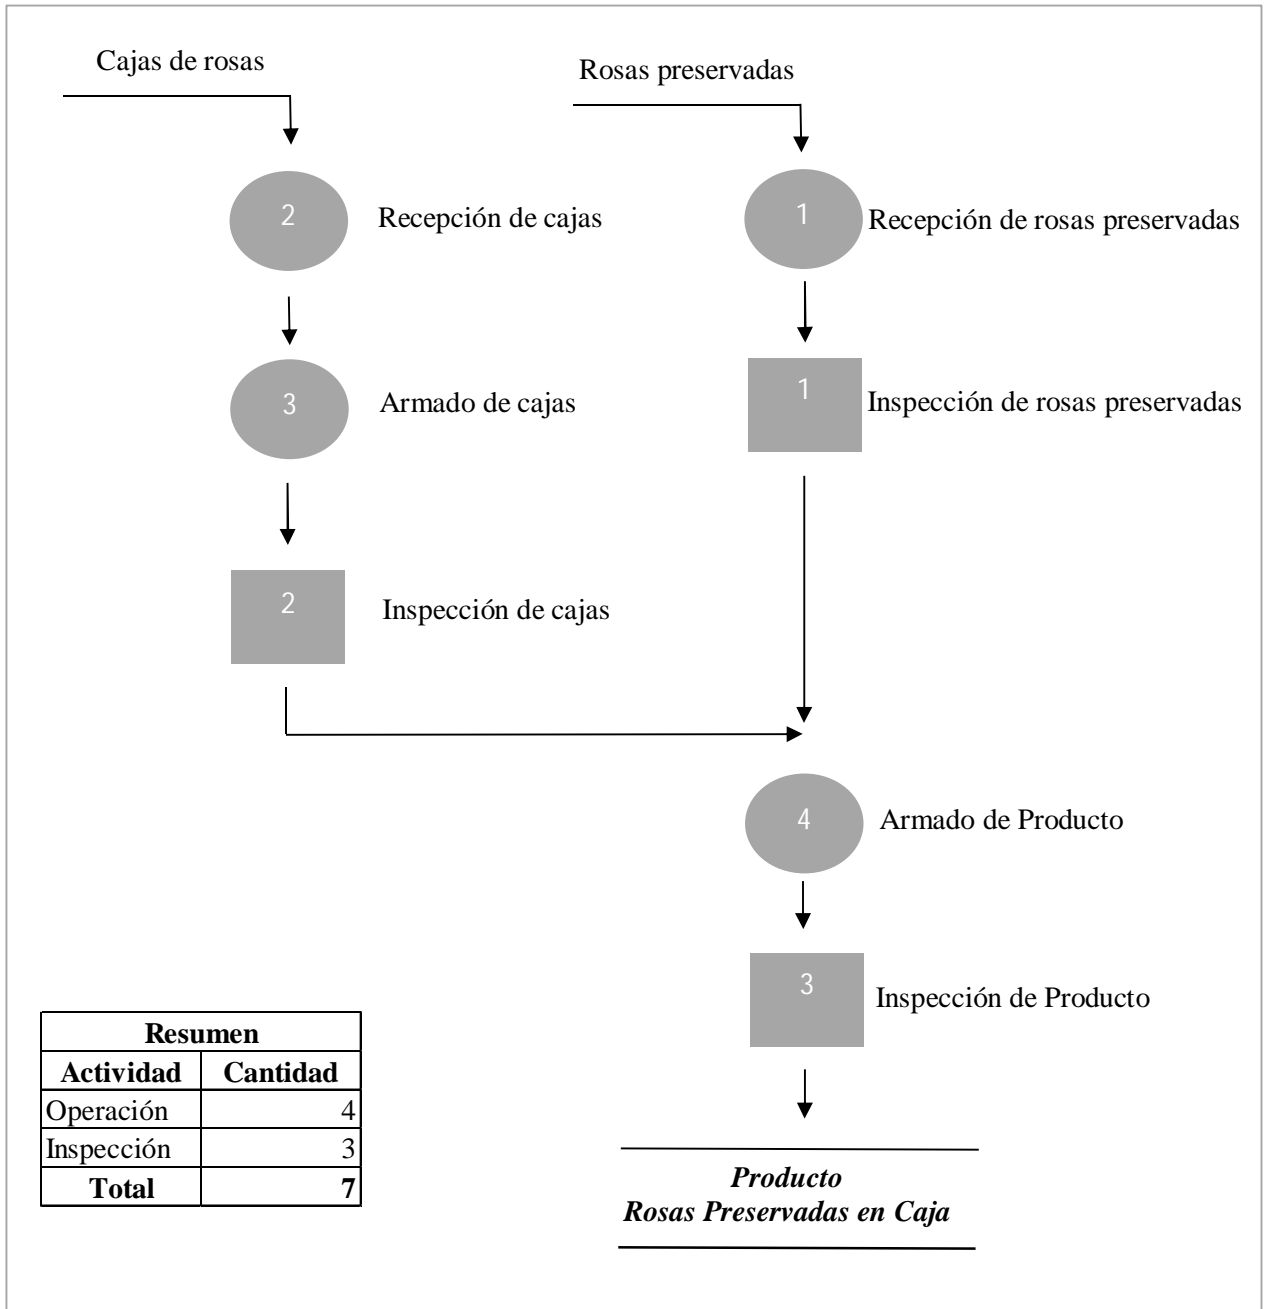 Cajas de rosas
Rosas preservadas
2
Recepción de cajas
1
Recepción de rosas preservadas
3
Armado de cajas
1
Inspección de rosas preservadas
2
Inspección de cajas
4
Armado de Producto
3
Inspección de Producto
Resumen
Actividad Cantidad
Operación 4
Inspección 3
Total 7
Producto
Rosas Preservadas en Caja